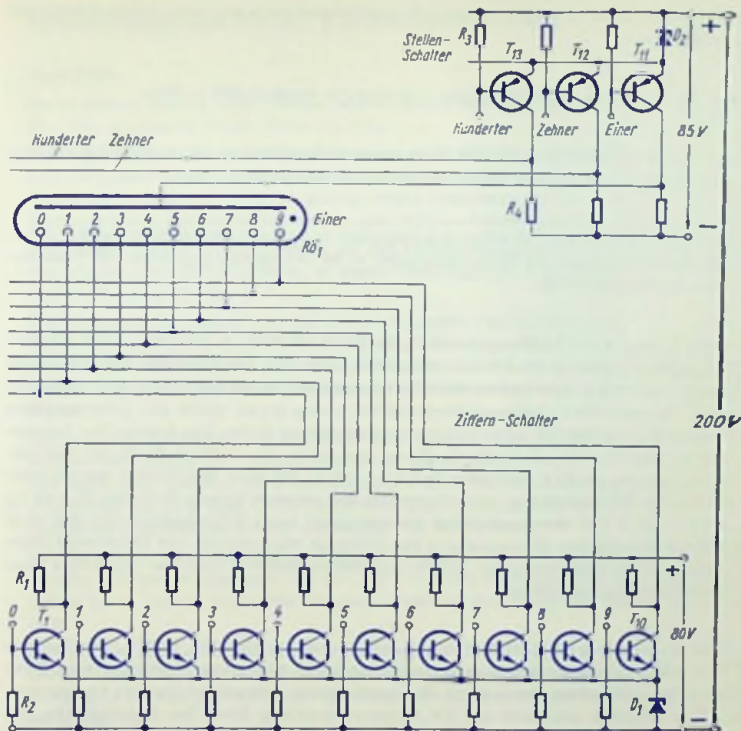 R3
D2
+
Stellen-
Schalter
T13
T12
T11
Hunderter
Zehner
Einer
85V
Hunderter
Zehner
R4
−
0 1 2 3 4 5 6 7 8 9
Einer
Rö1
Ziffern-Schalter
200V
R1
+
0 T1 1 2 3 4 5 6 7 8 9 T10
80V
R2
D1
−